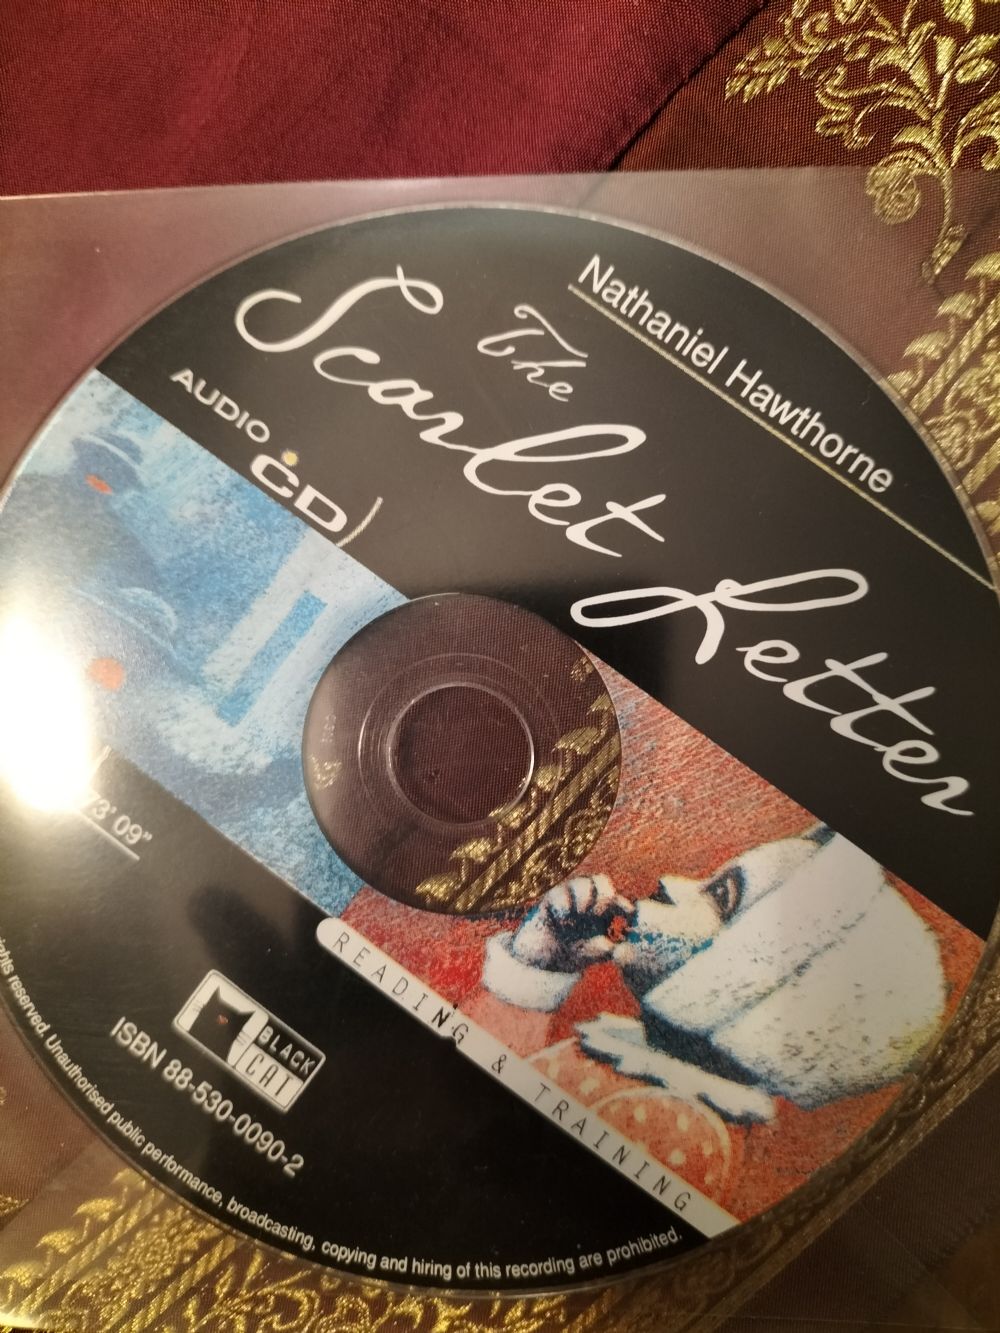 Nathaniel Hawthorne
The
Scarlet Letter
AUDIO CD
3'09"
READING & TRAINING
BLACK
CAT
ISBN 88-530-0090-2
reserved. Unauthorised public performance, broadcasting, copying and hiring of this recording are prohibited.